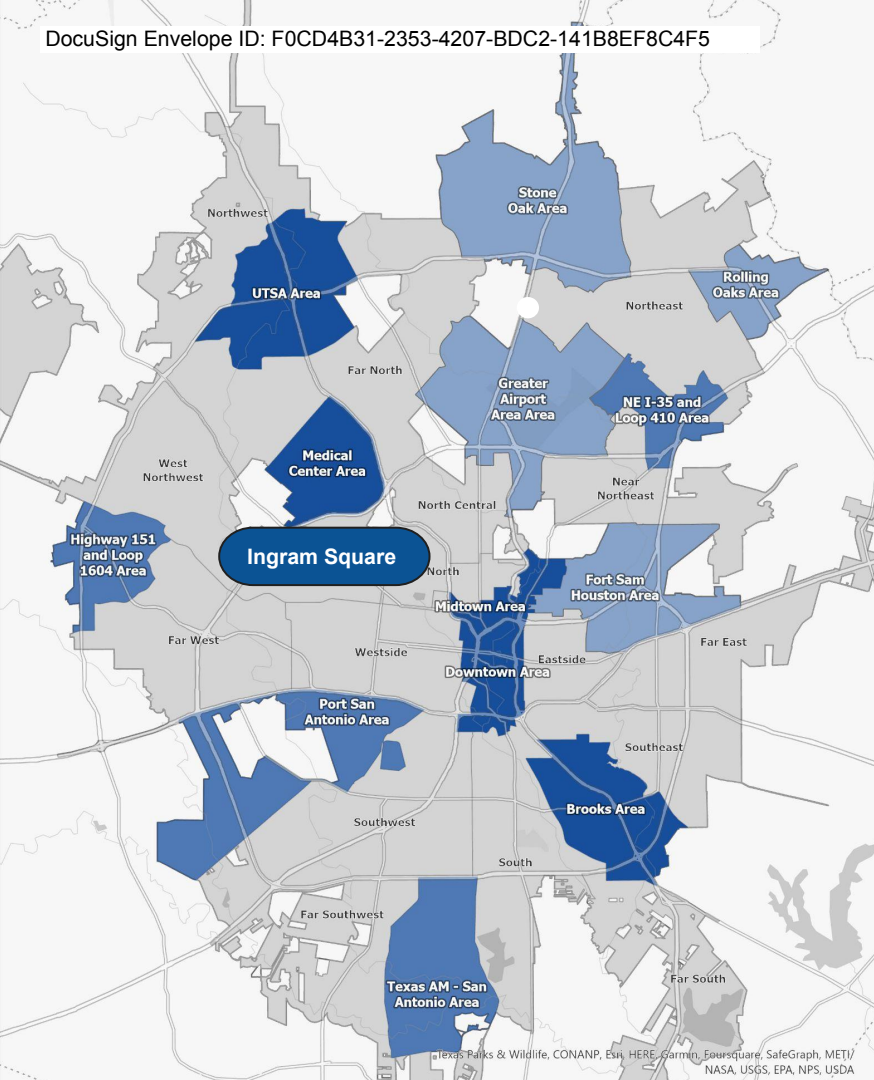 DocuSign Envelope ID: F0CD4B31-2353-4207-BDC2-141B8EF8C4F5
Stone
Oak Area
Northwest
Rolling
Oaks Area
UTSA Area
Northeast
Far North
Greater
Airport
Area Area
NE I-35 and
Loop 410 Area
Medical
Center Area
West
Northwest
Near
Northeast
North Central
Highway 151
and Loop
1604 Area
Ingram Square
North
Fort Sam
Houston Area
Midtown Area
Far West
Westside
Eastside
Far East
Downtown Area
Port San
Antonio Area
Southeast
Brooks Area
Southwest
South
Far Southwest
Far South
Texas AM - San
Antonio Area
Texas Parks & Wildlife, CONANP, Esri, HERE, Garmin, Foursquare, SafeGraph, METI/
NASA, USGS, EPA, NPS, USDA